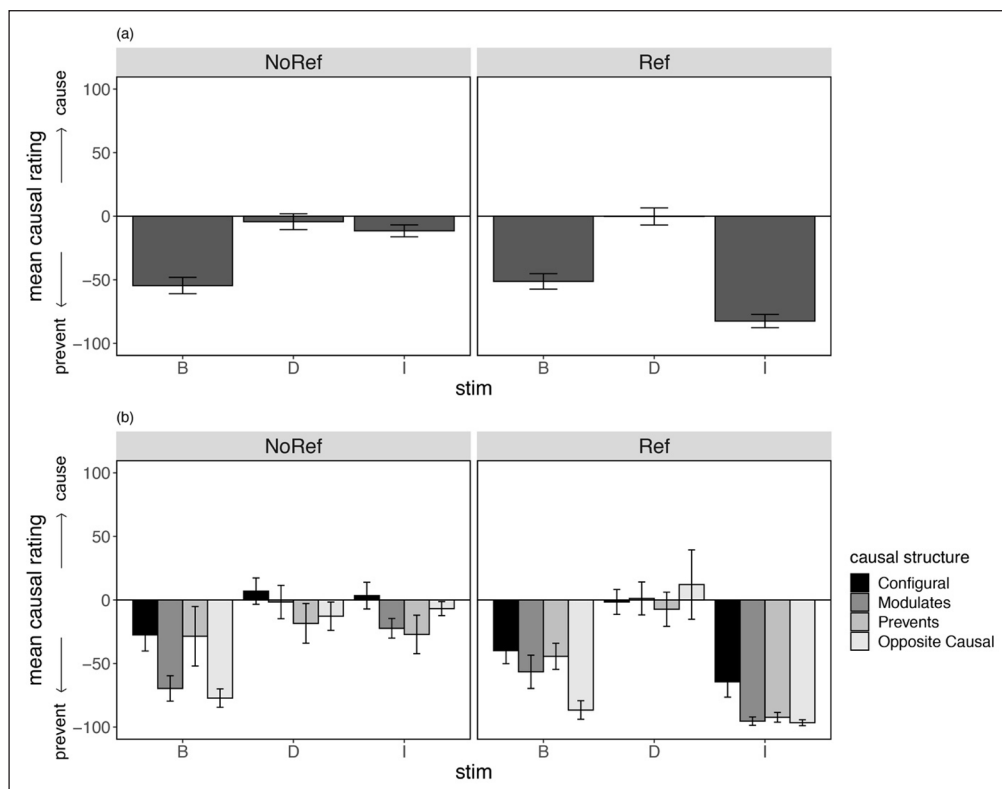 (a)
NoRef
Ref
mean causal rating
prevent
cause
100
50
0
−50
−100
B
D
I
B
D
I
stim
(b)
NoRef
Ref
mean causal rating
prevent
cause
100
50
0
−50
−100
B
D
I
B
D
I
stim
causal structure
Configural
Modulates
Prevents
Opposite Causal